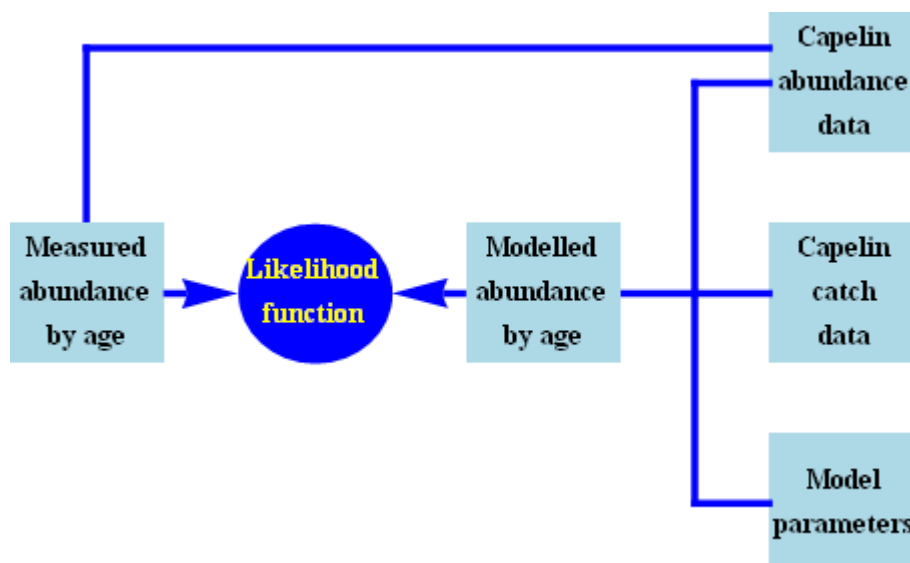 Capelin
abundance
data
Measured
abundance
by age
Likelihood
function
Modelled
abundance
by age
Capelin
catch
data
Model
parameters